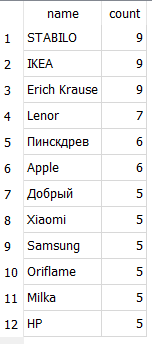 name count
1 STABILO 9
2 IKEA 9
3 Erich Krause 9
4 Lenor 7
5 Пинскдрев 6
6 Apple 6
7 Добрый 5
8 Xiaomi 5
9 Samsung 5
10 Oriflame 5
11 Milka 5
12 HP 5